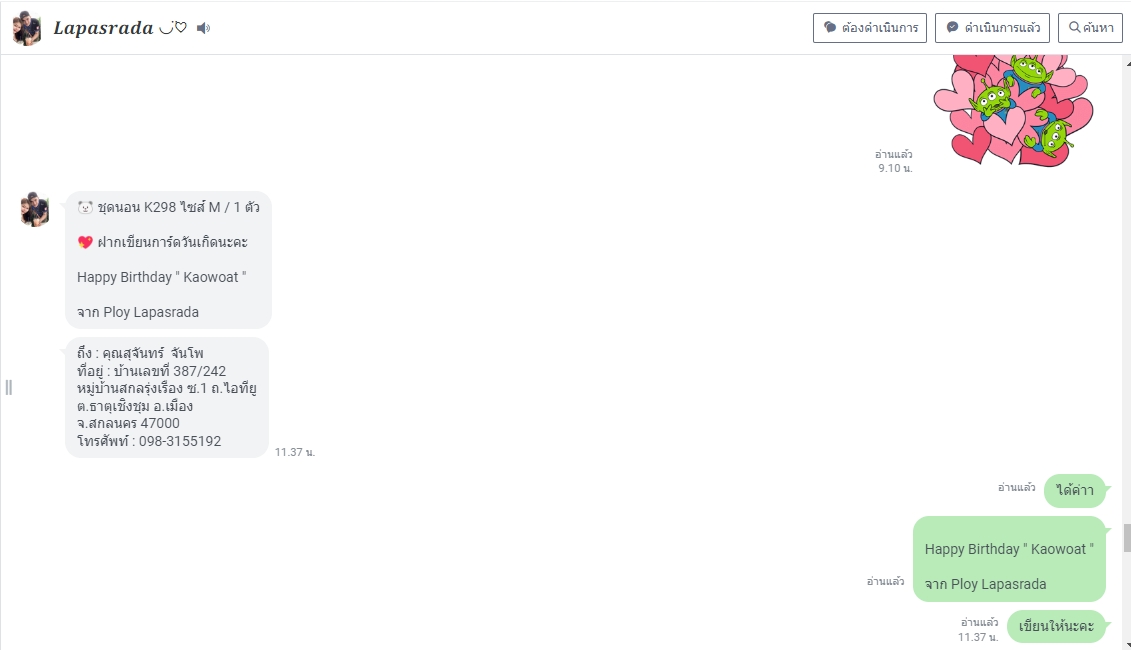 Lapasrada
ต้องดำเนินการ
ดำเนินการแล้ว
ค้นหา
อ่านแล้ว
9.10 น.
ชุดนอน K298 ไซส์ M / 1 ตัว
💖 ฝากเขียนการ์ดวันเกิดนะคะ
Happy Birthday " Kaowoat "
จาก Ploy Lapasrada
ถึง : คุณสุจันทร์ จันโพ
ที่อยู่ : บ้านเลขที่ 387/242
หมู่บ้านสกลรุ่งเรือง ซ.1 ถ.ไอทียู
ต.ธาตุเชิงชุม อ.เมือง
จ.สกลนคร 47000
โทรศัพท์ : 098-3155192
11.37 น.
อ่านแล้ว
ได้ค่าา
Happy Birthday " Kaowoat "
จาก Ploy Lapasrada
อ่านแล้ว
เขียนให้นะคะ
อ่านแล้ว
11.37 น.